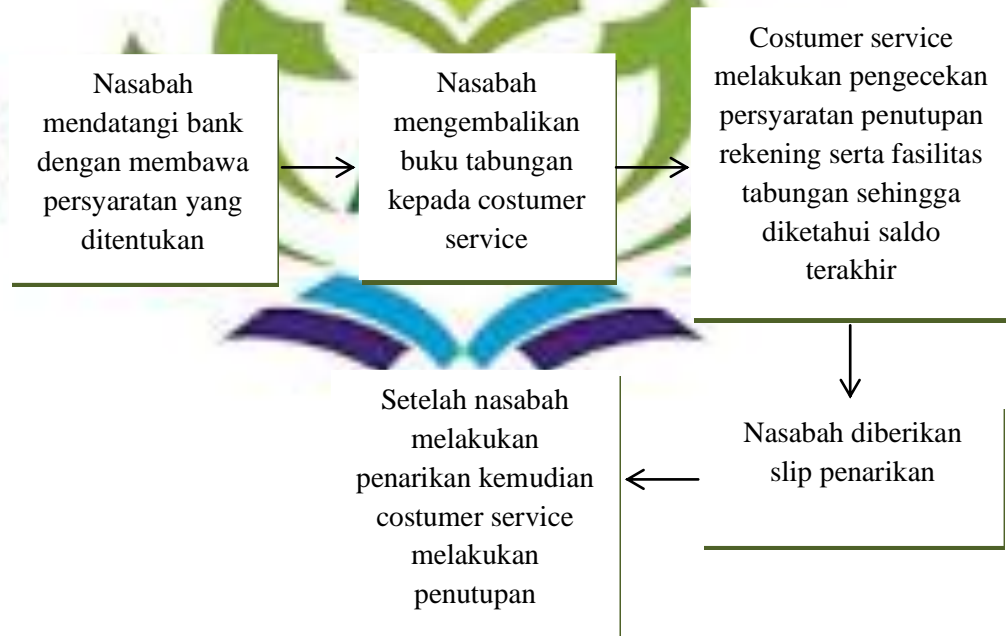 Nasabah
mendatangi bank
dengan membawa
persyaratan yang
ditentukan
Nasabah
mengembalikan
buku tabungan
kepada costumer
service
Costumer service
melakukan pengecekan
persyaratan penutupan
rekening serta fasilitas
tabungan sehingga
diketahui saldo
terakhir
Nasabah diberikan
slip penarikan
Setelah nasabah
melakukan
penarikan kemudian
costumer service
melakukan
penutupan